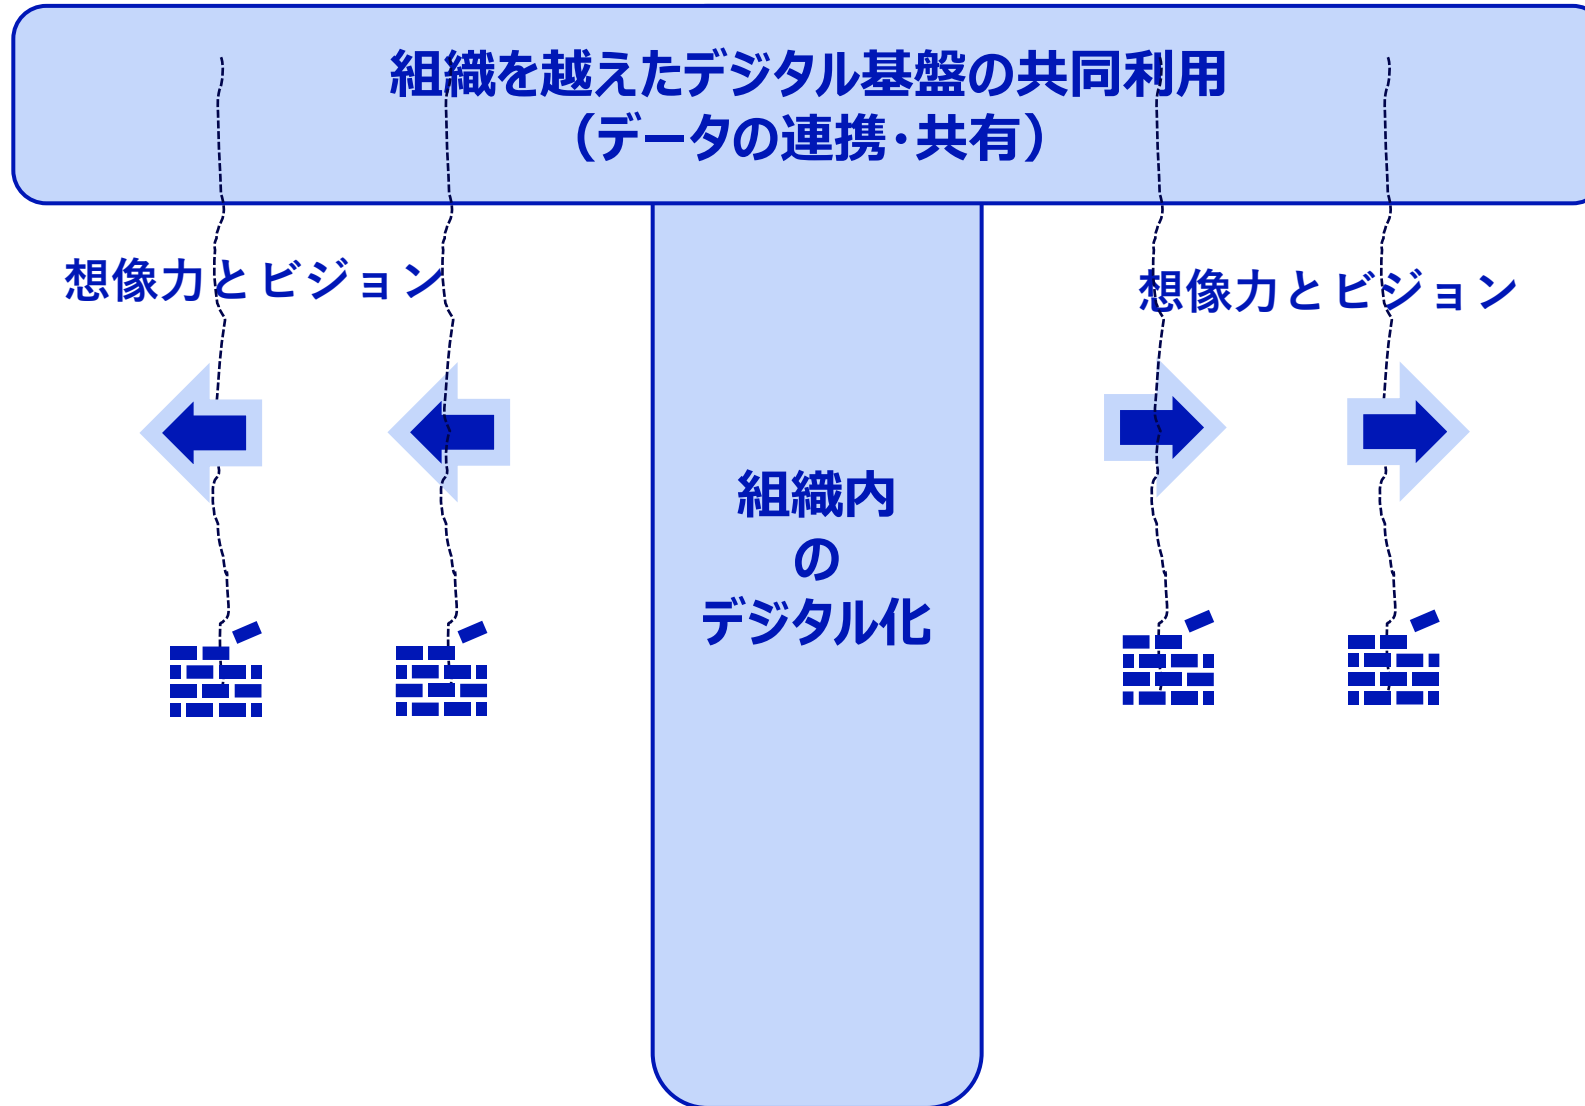 組織を越えたデジタル基盤の共同利用
（データの連携・共有）
想像力とビジョン
想像力とビジョン
組織内
の
デジタル化